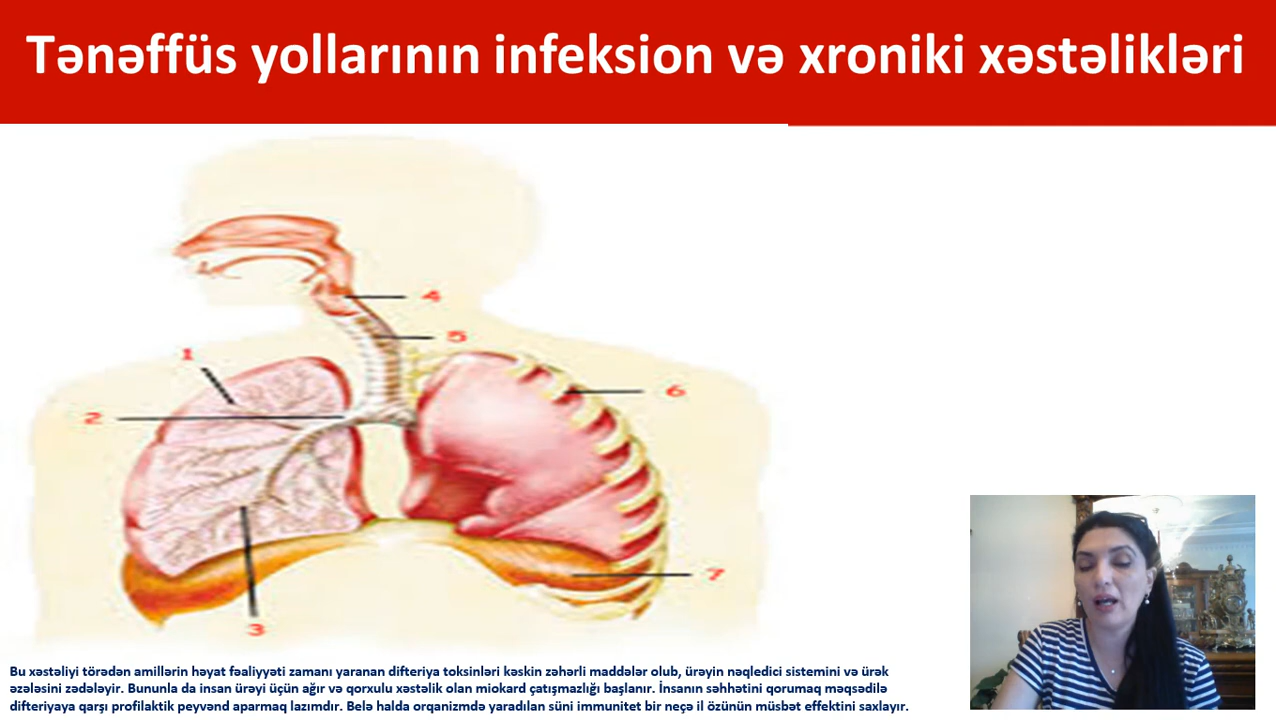 Tənəffüs yollarının infeksion və xroniki xəstəlikləri
4
5
1
6
2
7
3
Bu xəstəliyi törədən amillərin həyat fəaliyyəti zamanı yaranan difteriya toksinləri kəskin zəhərli maddələr olub, ürəyin nəqledici sistemini və ürək
əzələsini zədələyir. Bununla da insan ürəyi üçün ağır və qorxulu xəstəlik olan miokard çatışmazlığı başlanır. İnsanın səhhətini qorumaq məqsədilə
difteriyaya qarşı profilaktik peyvənd aparmaq lazımdır. Belə halda orqanizmdə yaradılan süni immunitet bir neçə il özünün müsbət effektini saxlayır.